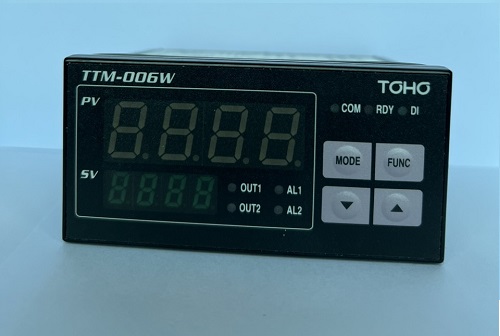 TTM-006W
TOHO
PV
COM RDY DI
MODE FUNC
SV
OUT1 AL1
OUT2 AL2